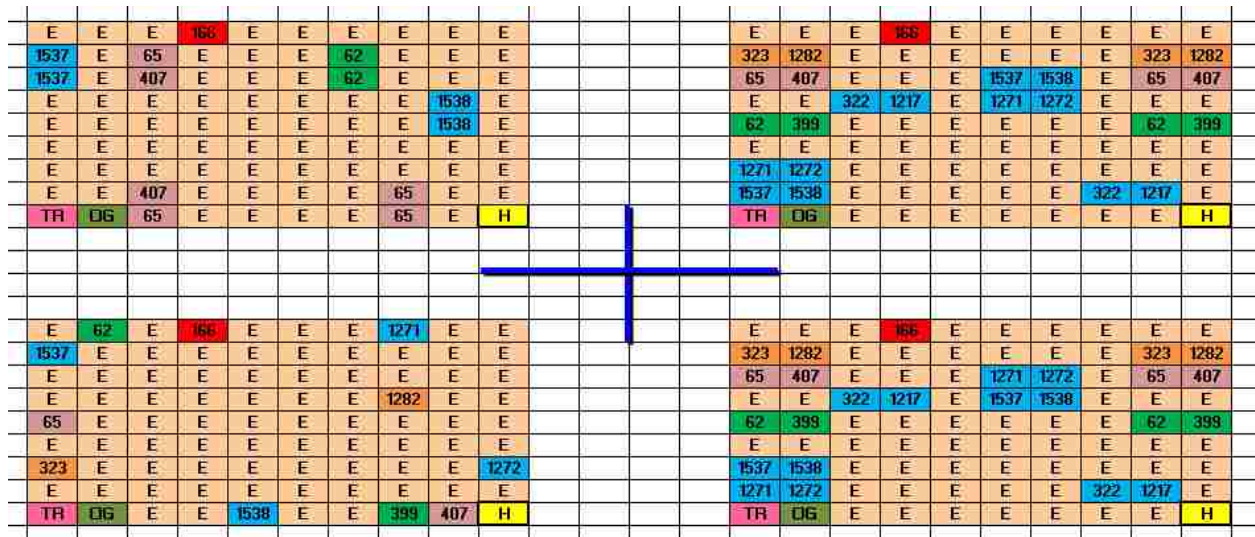 E E E 166 E E E E E E E E E 166 E E E E E E
1537 E 65 E E E 62 E E E 323 1282 E E E E E E 323 1282
1537 E 407 E E E 62 E E E 65 407 E E E 1537 1538 E 65 407
E E E E E E E E 1538 E E E 322 1217 E 1271 1272 E E E
E E E E E E E E 1538 E 62 399 E E E E E E 62 399
E E E E E E E E E E E E E E E E E E E E
E E E E E E E E E E 1271 1272 E E E E E E E E
E E 407 E E E E 65 E E 1537 1538 E E E E E 322 1217 E
TR OG 65 E E E E 65 E H TR OG E E E E E E E H
E 62 E 166 E E E 1271 E E E E E 166 E E E E E E
1537 E E E E E E E E E 323 1282 E E E E E E 323 1282
E E E E E E E E E E 65 407 E E E 1271 1272 E 65 407
E E E E E E E 1282 E E E E 322 1217 E 1537 1538 E E E
65 E E E E E E E E E 62 399 E E E E E E 62 399
E E E E E E E E E E E E E E E E E E E E
323 E E E E E E E E 1272 1537 1538 E E E E E E E E
E E E E E E E E E E 1271 1272 E E E E E 322 1217 E
TR OG E E 1538 E E 399 407 H TR OG E E E E E E E H